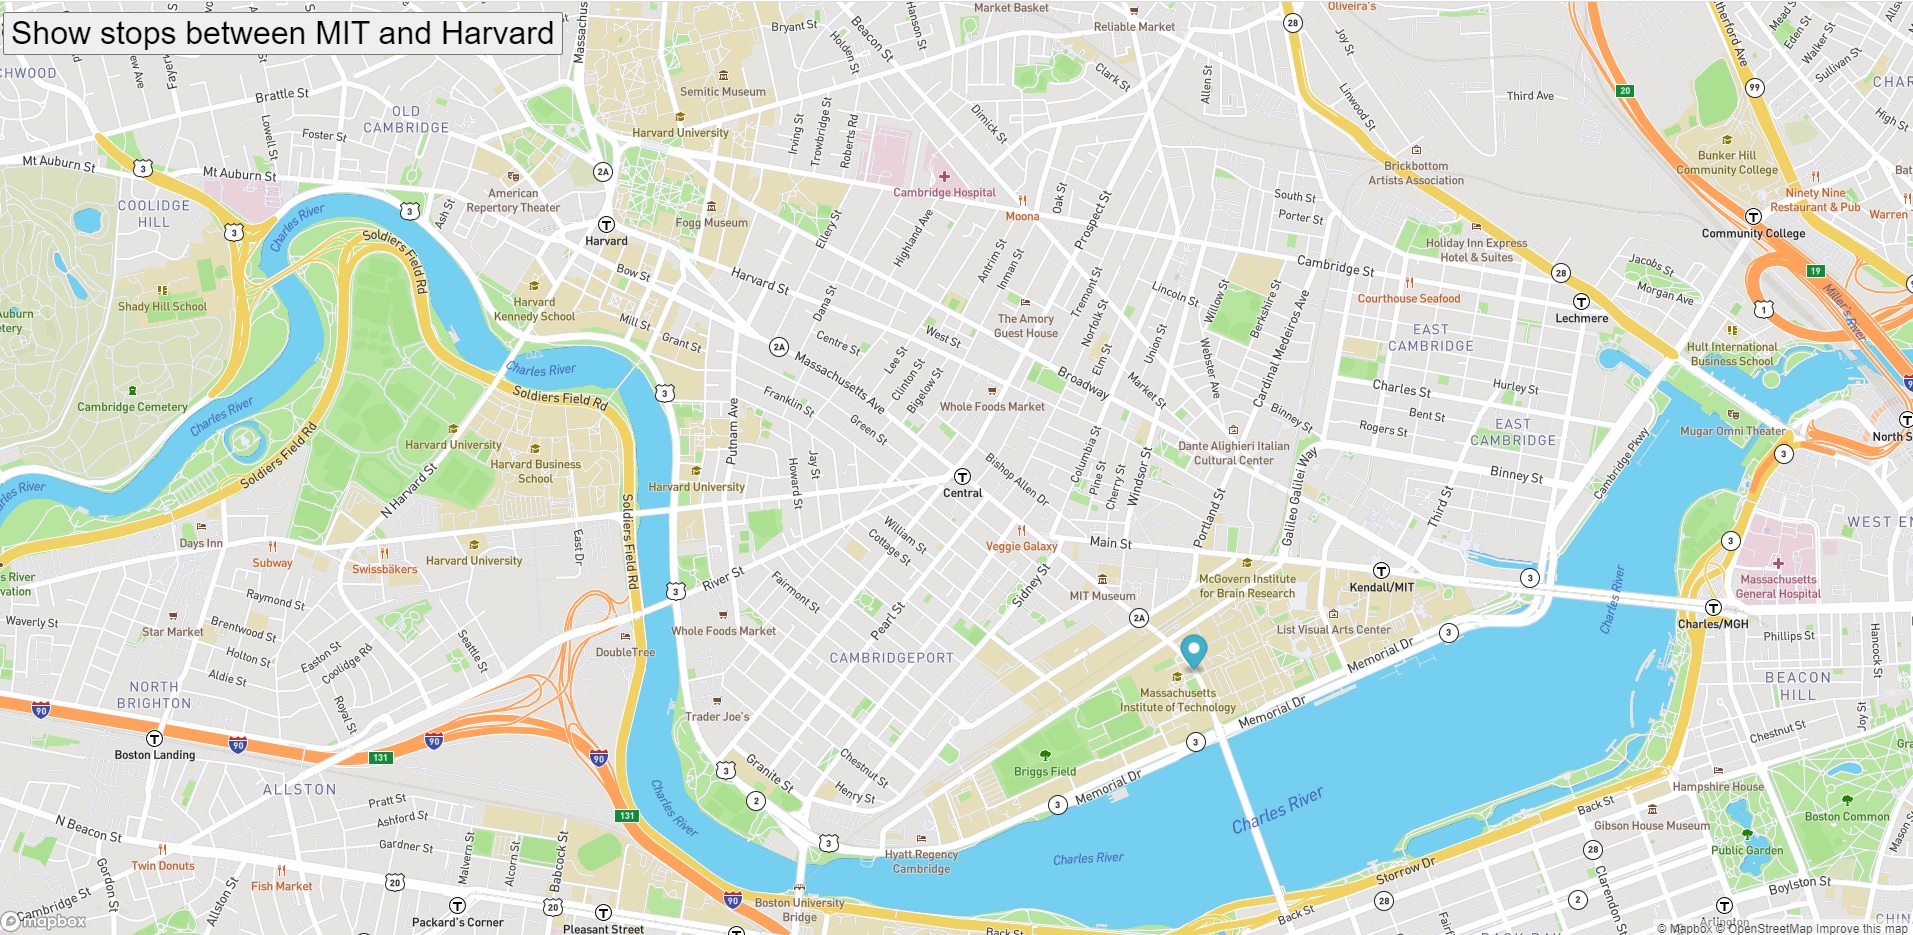 Show stops between MIT and Harvard
Market Basket
Reliable Market
Oliveira's
Bryant St
Holden St
Beacon St
Hanson St
Clark St
Allen St
Joy St
Linwood St
Third Ave
28
20
99
Mead S
Eden St
Walker St
Sullivan St
CHAR
High St
CHWOOD
ew Ave
Fayer
Brattle St
Lowell St
Foster St
OLD
CAMBRIDGE
Massachus
Semitic Museum
Harvard University
Irving St
Trowbridge St
Roberts Rd
Dimick St
Mt Auburn St
3
Mt Auburn St
2A
American
Repertory Theater
Cambridge Hospital
Moona
Oak St
Prospect St
South St
Porter St
Brickbottom
Artists Association
Bunker Hill
Community College
Ninety Nine
Restaurant & Pub
Warren T
Bat
COOLIDGE
HILL
3
Charles River
3
Ash St
Soldiers Field Rd
Harvard
Fogg Museum
Ellery St
Highland Ave
Antrim St
Inman St
Community College
Holiday Inn Express
Hotel & Suites
Cambridge St
28
19
Jacobs St
Morgan Ave
1
Miller's River
Shady Hill School
Auburn
etery
Bow St
Harvard
Kennedy School
Mill St
Grant St
Harvard St
Dana St
Centre St
West St
The Amory
Guest House
Tremont St
Norfolk St
Lincoln St
Willow St
Berkshire St
Cardinal Medeiros Ave
Courthouse Seafood
Lechmere
EAST
CAMBRIDGE
Hult International
Business School
2A
Massachusetts Ave
Lee St
Clinton St
Bigelow St
Elm St
Union St
Webster Ave
Broadway
Market St
Cambridge Cemetery
Charles River
Charles River
3
Soldiers Field Rd
Franklin St
Green St
Whole Foods Market
Charles St
Hurley St
Bent St
Binney St
Rogers St
EAST
CAMBRIDGE
Mugar Omni Theater
North S
3
Soldiers Field Rd
Harvard University
Harvard Business
School
N Harvard St
Putnam Ave
Harvard University
Howard St
Jay St
Central
Bishop Allen Dr
Columbia St
Pine St
Cherry St
Windsor St
Dante Alighieri Italian
Cultural Center
Galileo Galilei Way
Portland St
Binney St
Third St
Cambridge Pkwy
WEST EN
arles River
Days Inn
Subway
Swissbäkers
Harvard University
East Dr
Soldiers Field Rd
William St
Cottage St
Veggie Galaxy
Main St
3
Massachusetts
General Hospital
s River
vation
Raymond St
Waverly St
Star Market
Brentwood St
Holton St
Aldie St
Easton St
Coolidge Rd
Seattle St
3
River St
Fairmont St
Whole Foods Market
DoubleTree
Pearl St
Sidney St
MIT Museum
McGovern Institute
for Brain Research
Kendall/MIT
3
Charles River
Charles/MGH
2A
List Visual Arts Center
3
Memorial Dr
Phillips St
Hancock St
CAMBRIDGEPORT
NORTH
BRIGHTON
Royal St
Trader Joe's
Massachusetts
Institute of Technology
Memorial Dr
BEACON
HILL
Joy St
Chestnut St
90
Boston Landing
90
131
90
90
3
Granite St
Chestnut St
Henry St
Briggs Field
3
3
Memorial Dr
Gra
ALLSTON
Pratt St
Ashford St
Gardner St
131
2
Charles River
Charles River
Hampshire House
Back St
Gibson House Museum
Boston Common
Mason St
N Beacon St
Twin Donuts
Fish Market
Malvern St
Alcorn St
Babcock St
3
Hyatt Regency
Cambridge
Charles River
Storrow Dr
28
Public Garden
Boylston St
20
Gordon St
Allston St
Cambridge St
Packard's Corner
20
Pleasant Street
90
Boston University
Bridge
Back St
Back St
28
2
Clarendon St
Fair
Arlington
CHIN
BACK BAY
mapbox
© Mapbox © OpenStreetMap Improve this map